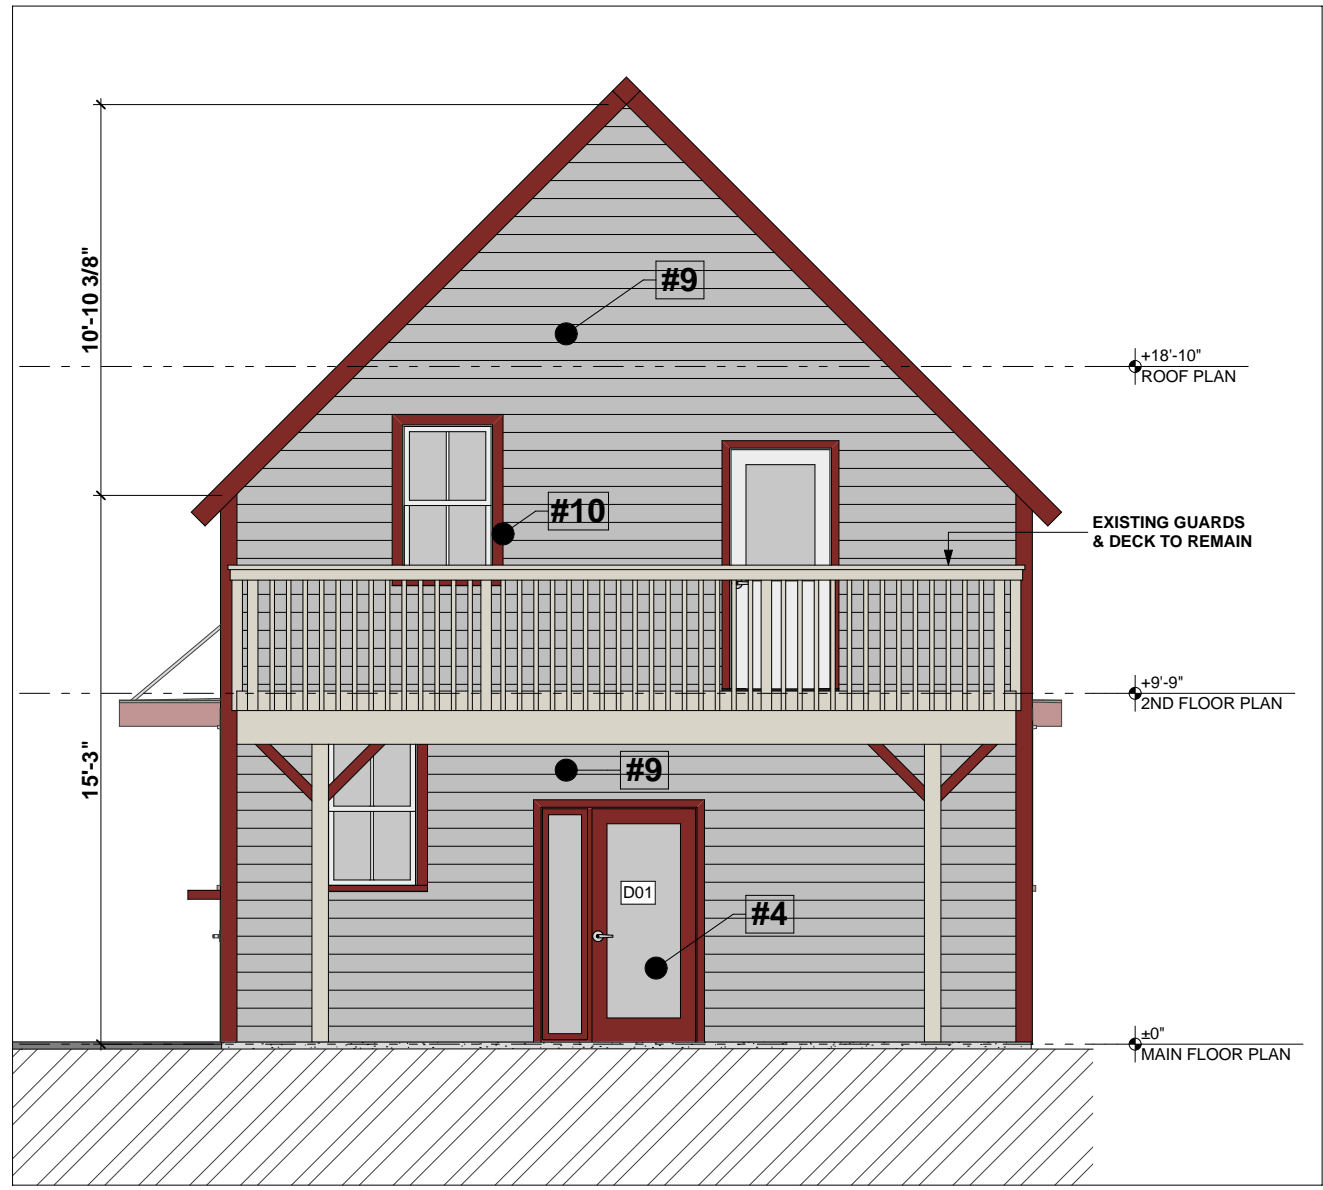 10'-10 3/8"
#9
+18'-10"
ROOF PLAN
#10
EXISTING GUARDS
& DECK TO REMAIN
+9'-9"
2ND FLOOR PLAN
15'-3"
#9
D01
#4
±0"
MAIN FLOOR PLAN